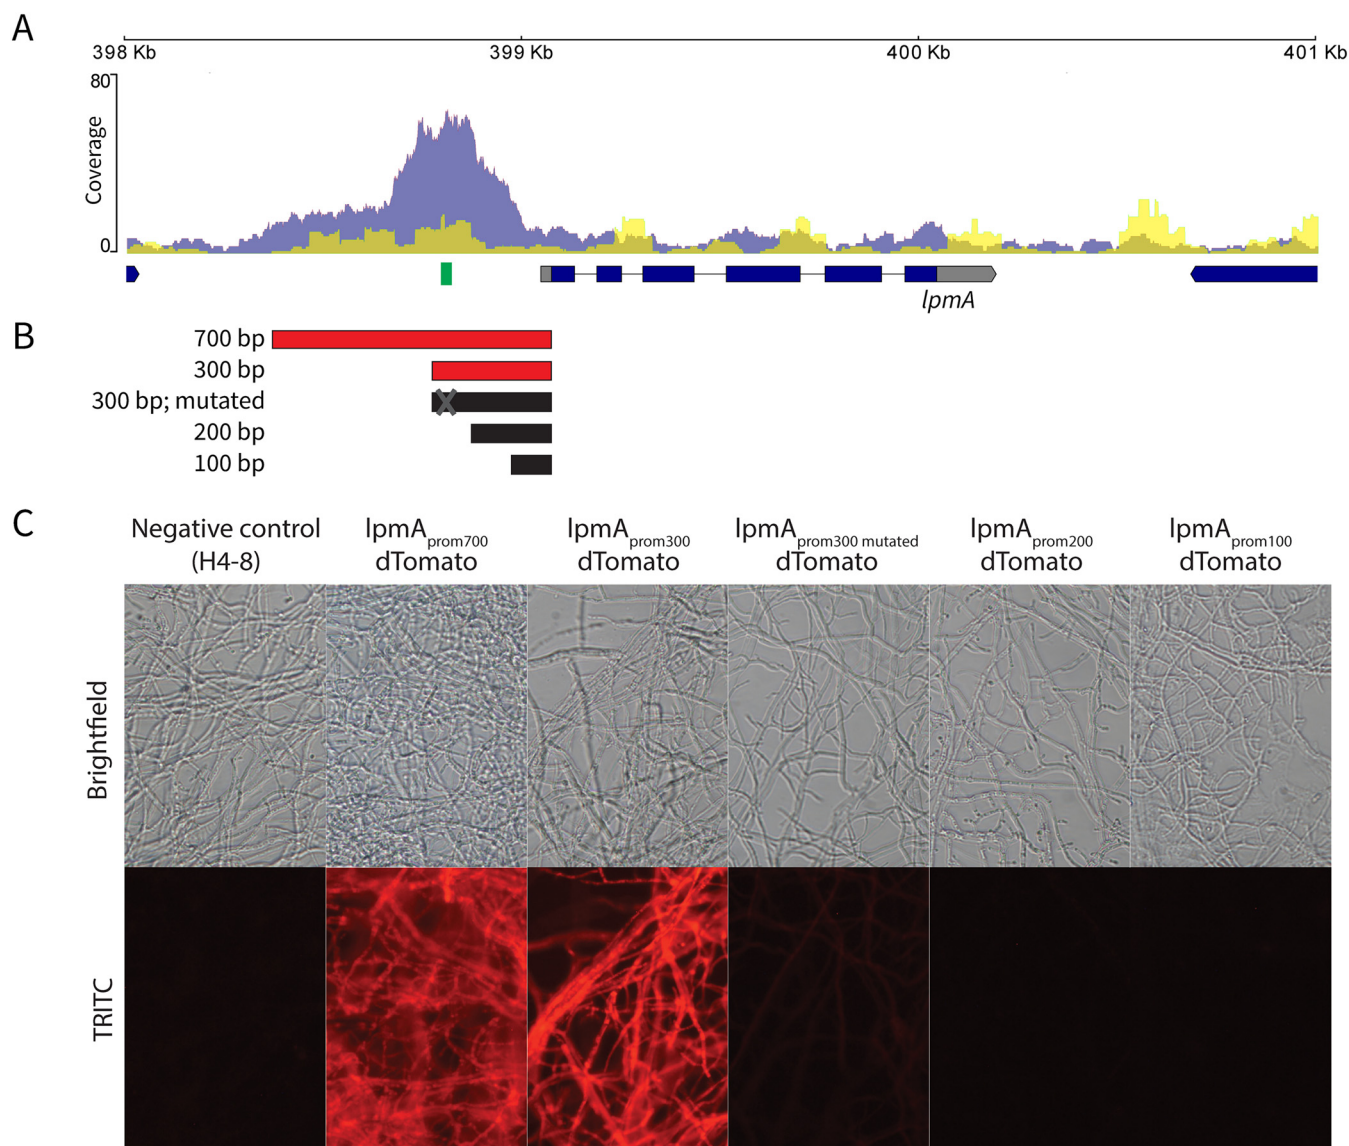 A
398 Kb 399 Kb 400 Kb 401 Kb
80
Coverage
0
lpmA
B
700 bp
300 bp
300 bp; mutated
200 bp
100 bp
C
Negative control
(H4-8)
lpmAprom700
dTomato
lpmAprom300
dTomato
lpmAprom300 mutated
dTomato
lpmAprom200
dTomato
lpmAprom100
dTomato
Brightfield
TRITC